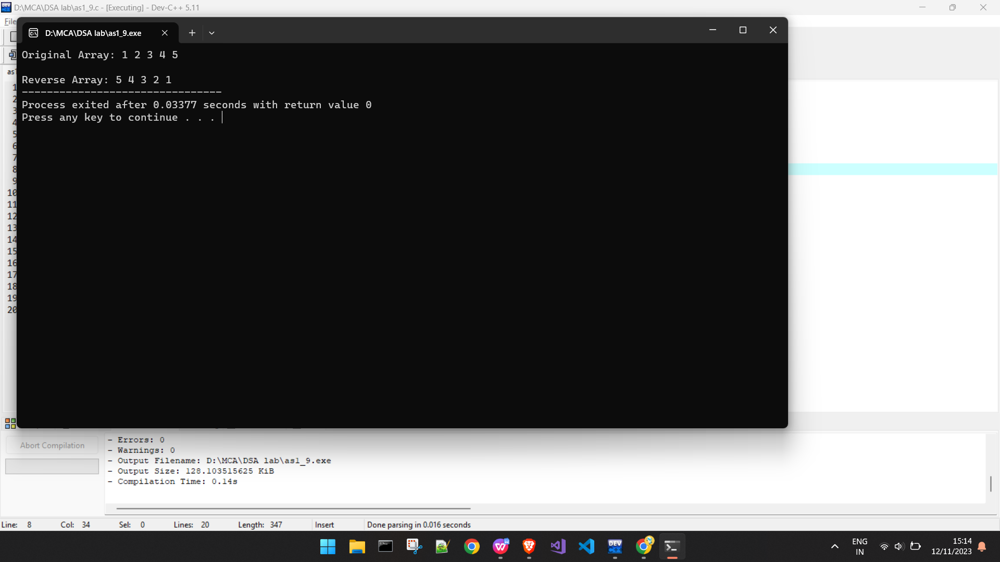 D:\MCA\DSA lab\as1_9.c - [Executing] - Dev-C++ 5.11
File
D:\MCA\DSA lab\as1_9.exe
Original Array: 1 2 3 4 5
Reverse Array: 5 4 3 2 1
--------------------------------
Process exited after 0.03377 seconds with return value 0
Press any key to continue . . .
1
2
3
4
5
6
7
8
9
10
11
12
13
14
15
16
17
18
19
20
Abort Compilation
- Errors: 0
- Warnings: 0
- Output Filename: D:\MCA\DSA lab\as1_9.exe
- Output Size: 128.103515625 KiB
- Compilation Time: 0.14s
Line: 8 Col: 34 Sel: 0 Lines: 20 Length: 347 Insert Done parsing in 0.016 seconds
DEV C++
ENG
IN
15:14
12/11/2023